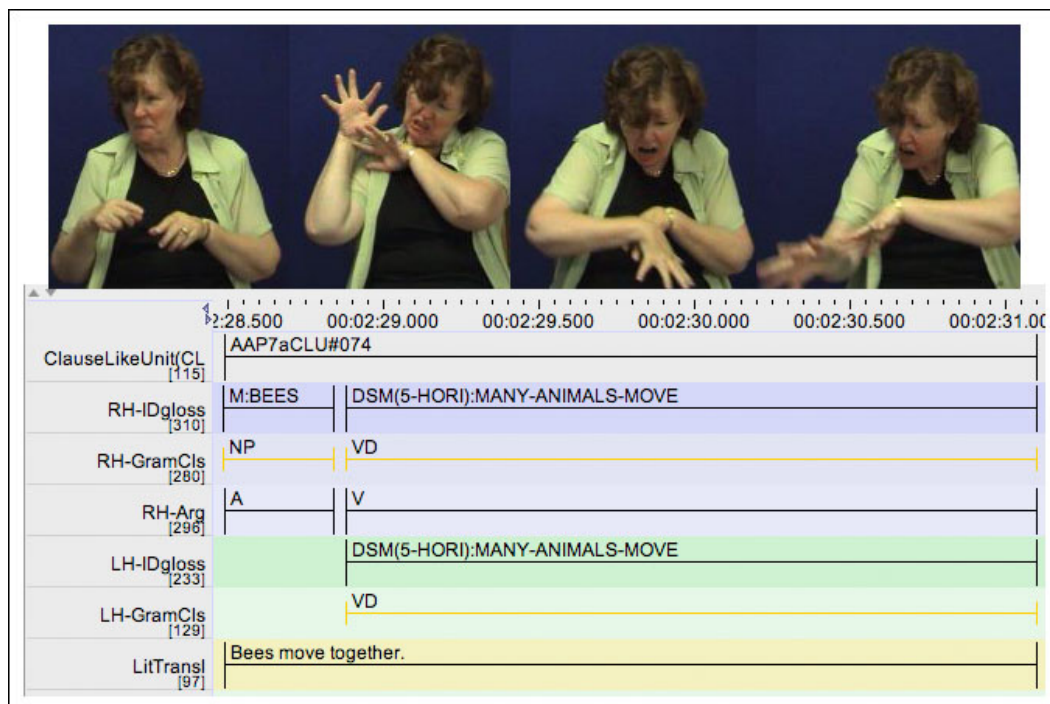 2:28.500 00:02:29.000 00:02:29.500 00:02:30.000 00:02:30.500 00:02:31.0
ClauseLikeUnit(CL AAP7aCLU#074
[115]
RH-IDgloss M:BEES DSM(5-HORI):MANY-ANIMALS-MOVE
[310]
RH-GramCls NP VD
[280]
RH-Arg A V
[296]
LH-IDgloss DSM(5-HORI):MANY-ANIMALS-MOVE
[233]
LH-GramCls VD
[129]
LitTransl Bees move together.
[97]